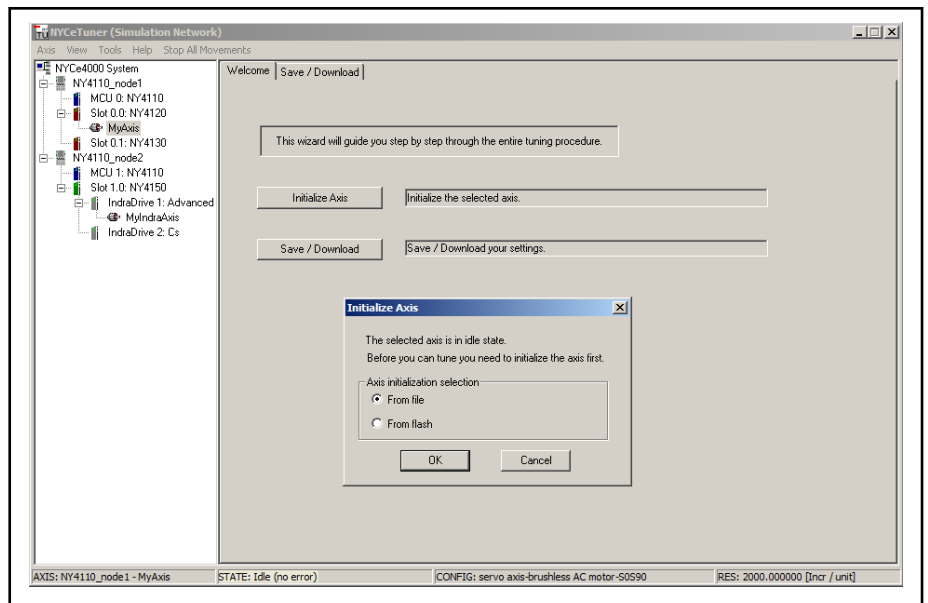 NYCeTuner (Simulation Network)
Axis View Tools Help Stop All Movements
NYCe4000 System
NY4110_node1
MCU 0: NY4110
Slot 0.0: NY4120
MyAxis
Slot 0.1: NY4130
NY4110_node2
MCU 1: NY4110
Slot 1.0: NY4150
IndraDrive 1: Advanced
MyIndraAxis
IndraDrive 2: Cs
Welcome Save / Download
This wizard will guide you step by step through the entire tuning procedure.
Initialize Axis Initialize the selected axis.
Save / Download Save / Download your settings.
Initialize Axis
The selected axis is in idle state.
Before you can tune you need to initialize the axis first.
Axis initialization selection
From file
From flash
OK Cancel
AXIS: NY4110_node1 - MyAxis STATE: Idle (no error) CONFIG: servo axis-brushless AC motor-S0S90 RES: 2000.000000 [Incr / unit]